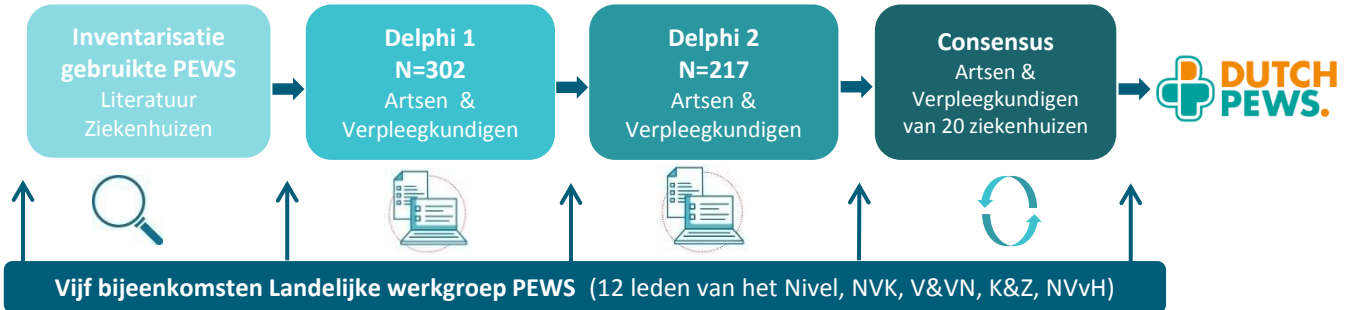 Inventarisatie
gebruikte PEWS
Literatuur
Ziekenhuizen
Delphi 1
N=302
Artsen &
Verpleegkundigen
Delphi 2
N=217
Artsen &
Verpleegkundigen
Consensus
Artsen &
Verpleegkundigen
van 20 ziekenhuizen
DUTCH
PEWS.
Vijf bijeenkomsten Landelijke werkgroep PEWS (12 leden van het Nivel, NVK, V&VN, K&Z, NVvH)